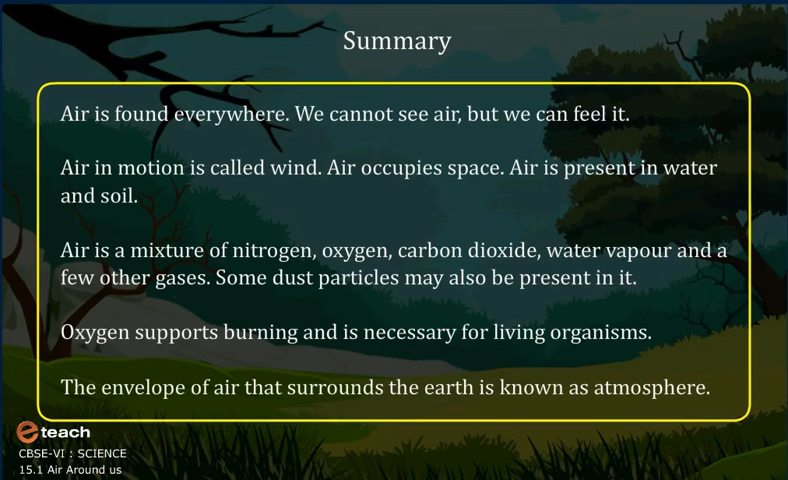 Summary
Air is found everywhere. We cannot see air, but we can feel it.
Air in motion is called wind. Air occupies space. Air is present in water
and soil.
Air is a mixture of nitrogen, oxygen, carbon dioxide, water vapour and a
few other gases. Some dust particles may also be present in it.
Oxygen supports burning and is necessary for living organisms.
The envelope of air that surrounds the earth is known as atmosphere.
e teach
CBSE-VI : SCIENCE
15.1 Air Around us